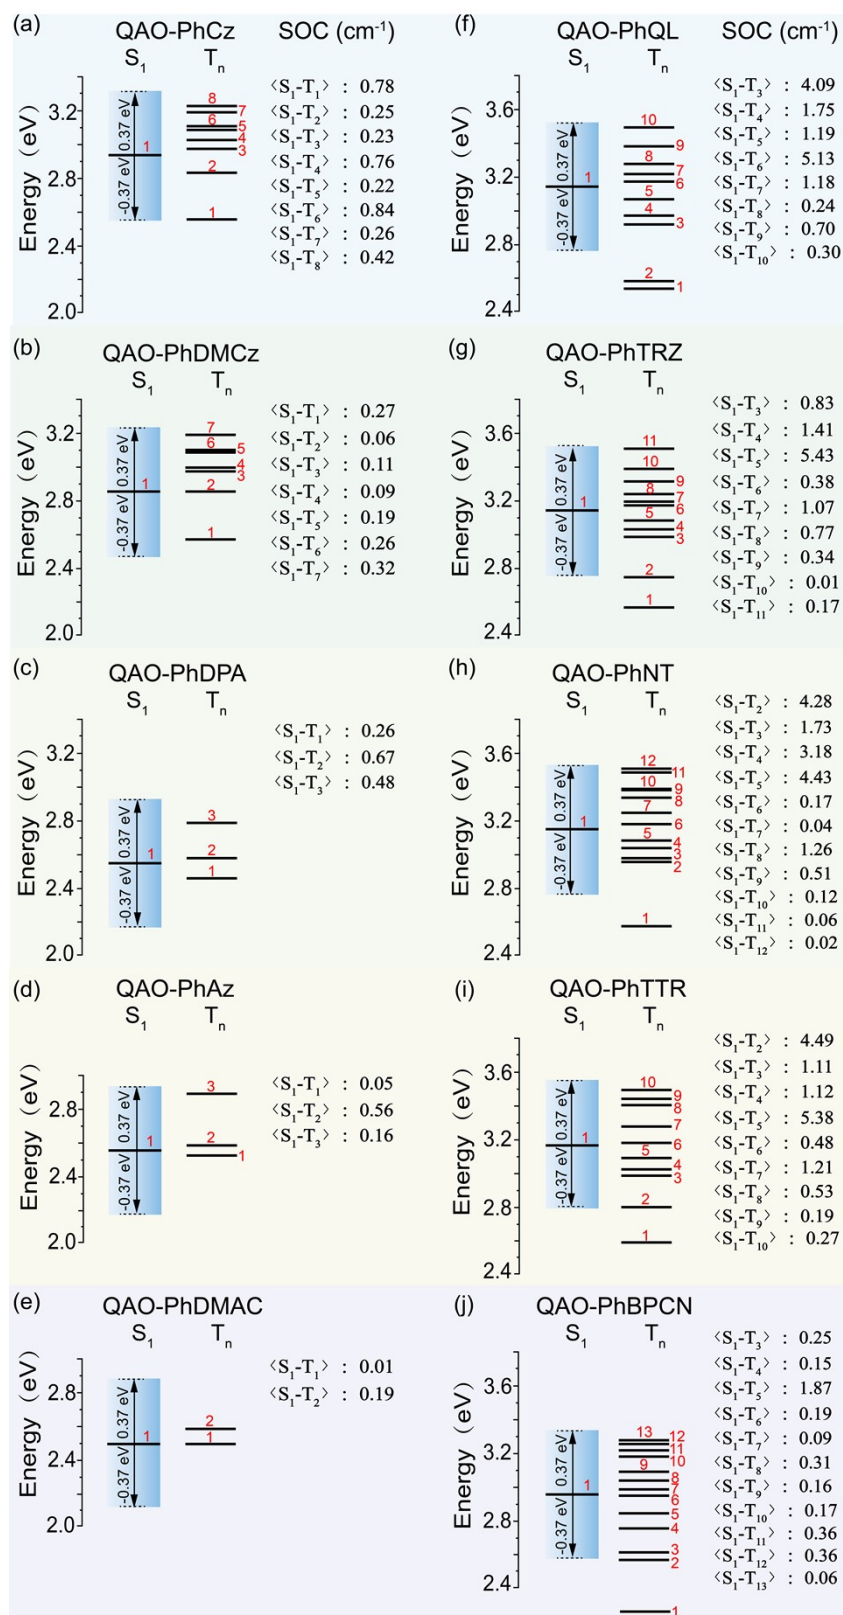 (a) QAO-PhCz SOC (cm⁻¹)
S₁ Tₙ
Energy (eV)
3.2
2.8
2.4
2.0
0.37 eV
-0.37 eV
1
8
7
6
5
4
3
2
1
⟨S₁-T₁⟩ : 0.78
⟨S₁-T₂⟩ : 0.25
⟨S₁-T₃⟩ : 0.23
⟨S₁-T₄⟩ : 0.76
⟨S₁-T₅⟩ : 0.22
⟨S₁-T₆⟩ : 0.84
⟨S₁-T₇⟩ : 0.26
⟨S₁-T₈⟩ : 0.42
(b) QAO-PhDMCz
S₁ Tₙ
Energy (eV)
3.2
2.8
2.4
2.0
0.37 eV
-0.37 eV
1
7
6
5
4
3
2
1
⟨S₁-T₁⟩ : 0.27
⟨S₁-T₂⟩ : 0.06
⟨S₁-T₃⟩ : 0.11
⟨S₁-T₄⟩ : 0.09
⟨S₁-T₅⟩ : 0.19
⟨S₁-T₆⟩ : 0.26
⟨S₁-T₇⟩ : 0.32
(c) QAO-PhDPA
S₁ Tₙ
Energy (eV)
3.2
2.8
2.4
2.0
0.37 eV
-0.37 eV
1
3
2
1
⟨S₁-T₁⟩ : 0.26
⟨S₁-T₂⟩ : 0.67
⟨S₁-T₃⟩ : 0.48
(d) QAO-PhAz
S₁ Tₙ
Energy (eV)
2.8
2.4
2.0
0.37 eV
-0.37 eV
1
3
2
1
⟨S₁-T₁⟩ : 0.05
⟨S₁-T₂⟩ : 0.56
⟨S₁-T₃⟩ : 0.16
(e) QAO-PhDMAC
S₁ Tₙ
Energy (eV)
2.8
2.4
2.0
0.37 eV
-0.37 eV
1
2
1
⟨S₁-T₁⟩ : 0.01
⟨S₁-T₂⟩ : 0.19
(f) QAO-PhQL SOC (cm⁻¹)
S₁ Tₙ
Energy (eV)
3.6
3.2
2.8
2.4
0.37 eV
-0.37 eV
1
10
9
8
7
6
5
4
3
2
1
⟨S₁-T₃⟩ : 4.09
⟨S₁-T₄⟩ : 1.75
⟨S₁-T₅⟩ : 1.19
⟨S₁-T₆⟩ : 5.13
⟨S₁-T₇⟩ : 1.18
⟨S₁-T₈⟩ : 0.24
⟨S₁-T₉⟩ : 0.70
⟨S₁-T₁₀⟩ : 0.30
(g) QAO-PhTRZ
S₁ Tₙ
Energy (eV)
3.6
3.2
2.8
2.4
0.37 eV
-0.37 eV
1
11
10
9
8
7
6
5
4
3
2
1
⟨S₁-T₃⟩ : 0.83
⟨S₁-T₄⟩ : 1.41
⟨S₁-T₅⟩ : 5.43
⟨S₁-T₆⟩ : 0.38
⟨S₁-T₇⟩ : 1.07
⟨S₁-T₈⟩ : 0.77
⟨S₁-T₉⟩ : 0.34
⟨S₁-T₁₀⟩ : 0.01
⟨S₁-T₁₁⟩ : 0.17
(h) QAO-PhNT
S₁ Tₙ
Energy (eV)
3.6
3.2
2.8
2.4
0.37 eV
-0.37 eV
1
12
11
10
9
8
7
6
5
4
3
2
1
⟨S₁-T₂⟩ : 4.28
⟨S₁-T₃⟩ : 1.73
⟨S₁-T₄⟩ : 3.18
⟨S₁-T₅⟩ : 4.43
⟨S₁-T₆⟩ : 0.17
⟨S₁-T₇⟩ : 0.04
⟨S₁-T₈⟩ : 1.26
⟨S₁-T₉⟩ : 0.51
⟨S₁-T₁₀⟩ : 0.12
⟨S₁-T₁₁⟩ : 0.06
⟨S₁-T₁₂⟩ : 0.02
(i) QAO-PhTTR
S₁ Tₙ
Energy (eV)
3.6
3.2
2.8
2.4
0.37 eV
-0.37 eV
1
10
9
8
7
6
5
4
3
2
1
⟨S₁-T₂⟩ : 4.49
⟨S₁-T₃⟩ : 1.11
⟨S₁-T₄⟩ : 1.12
⟨S₁-T₅⟩ : 5.38
⟨S₁-T₆⟩ : 0.48
⟨S₁-T₇⟩ : 1.21
⟨S₁-T₈⟩ : 0.53
⟨S₁-T₉⟩ : 0.19
⟨S₁-T₁₀⟩ : 0.27
(j) QAO-PhBPCN
S₁ Tₙ
Energy (eV)
3.6
3.2
2.8
2.4
0.37 eV
-0.37 eV
1
13
12
11
10
9
8
7
6
5
4
3
2
1
⟨S₁-T₃⟩ : 0.25
⟨S₁-T₄⟩ : 0.15
⟨S₁-T₅⟩ : 1.87
⟨S₁-T₆⟩ : 0.19
⟨S₁-T₇⟩ : 0.09
⟨S₁-T₈⟩ : 0.31
⟨S₁-T₉⟩ : 0.16
⟨S₁-T₁₀⟩ : 0.17
⟨S₁-T₁₁⟩ : 0.36
⟨S₁-T₁₂⟩ : 0.36
⟨S₁-T₁₃⟩ : 0.06